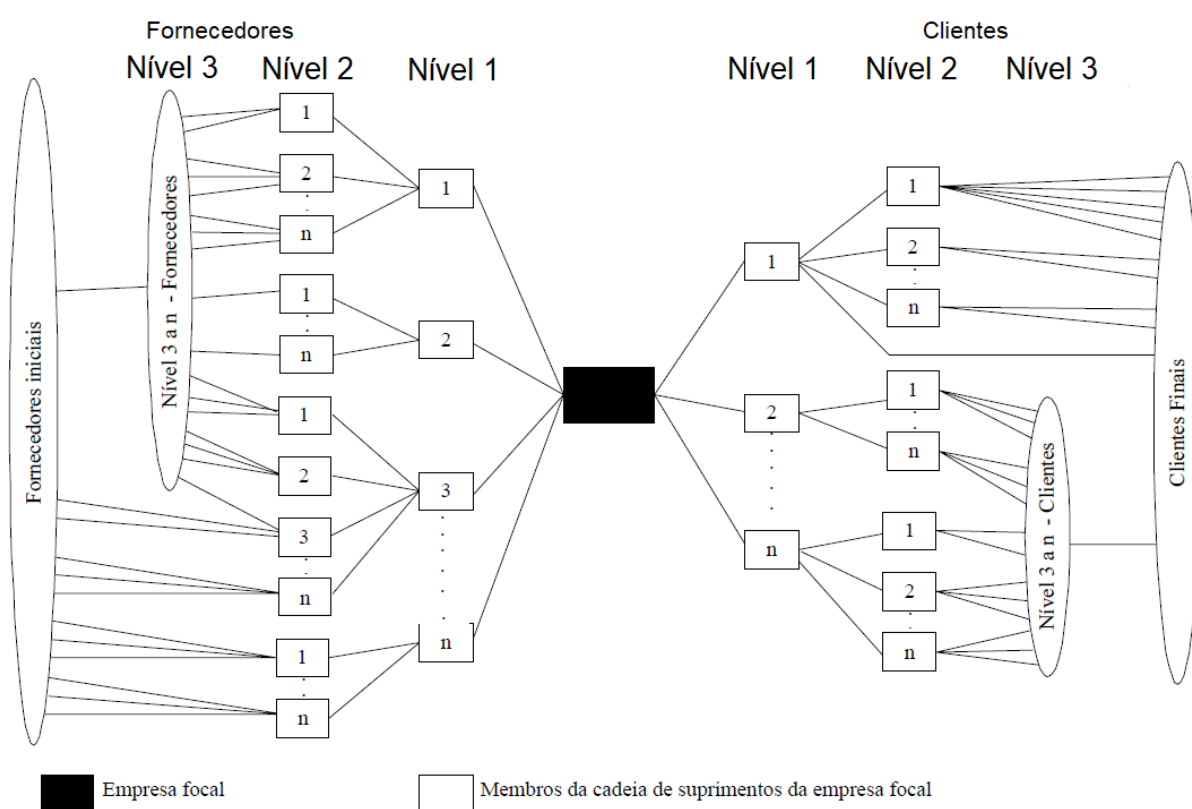 Fornecedores
Clientes
Nível 3
Nível 2
Nível 1
Nível 1
Nível 2
Nível 3
Fornecedores iniciais
Nível 3 a n - Fornecedores
1
2
n
1
n
1
2
3
n
1
n
1
2
3
n
1
2
n
1
2
n
1
n
1
2
n
Nível 3 a n - Clientes
Clientes Finais
Empresa focal
Membros da cadeia de suprimentos da empresa focal